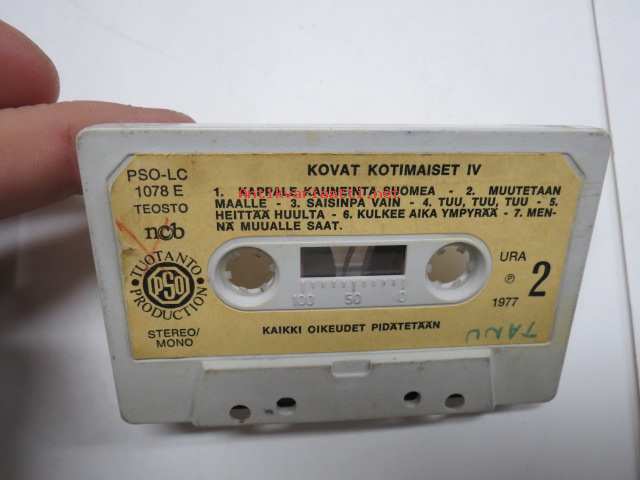 PSO-LC
1078 E
TEOSTO
ncb
TUOTANTO
PSO
PRODUCTION
STEREO/
MONO
KOVAT KOTIMAISET IV
1. KAPPALE KAUNEINTA SUOMEA - 2. MUUTETAAN
MAALLE - 3. SAISINPA VAIN - 4. TUU, TUU, TUU - 5.
HEITTÄÄ HUULTA - 6. KULKEE AIKA YMPYRÄÄ - 7. MEN-
NÄ MUUALLE SAAT.
100 50 0
URA
2
℗
1977
KAIKKI OIKEUDET PIDÄTETÄÄN
TANU